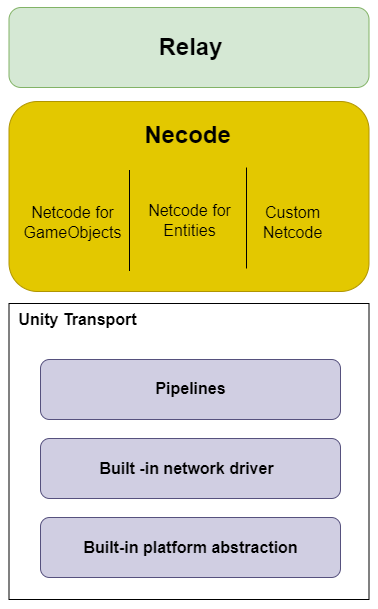 Relay
Necode
Netcode for
GameObjects
Netcode for
Entities
Custom
Netcode
Unity Transport
Pipelines
Built -in network driver
Built-in platform abstraction